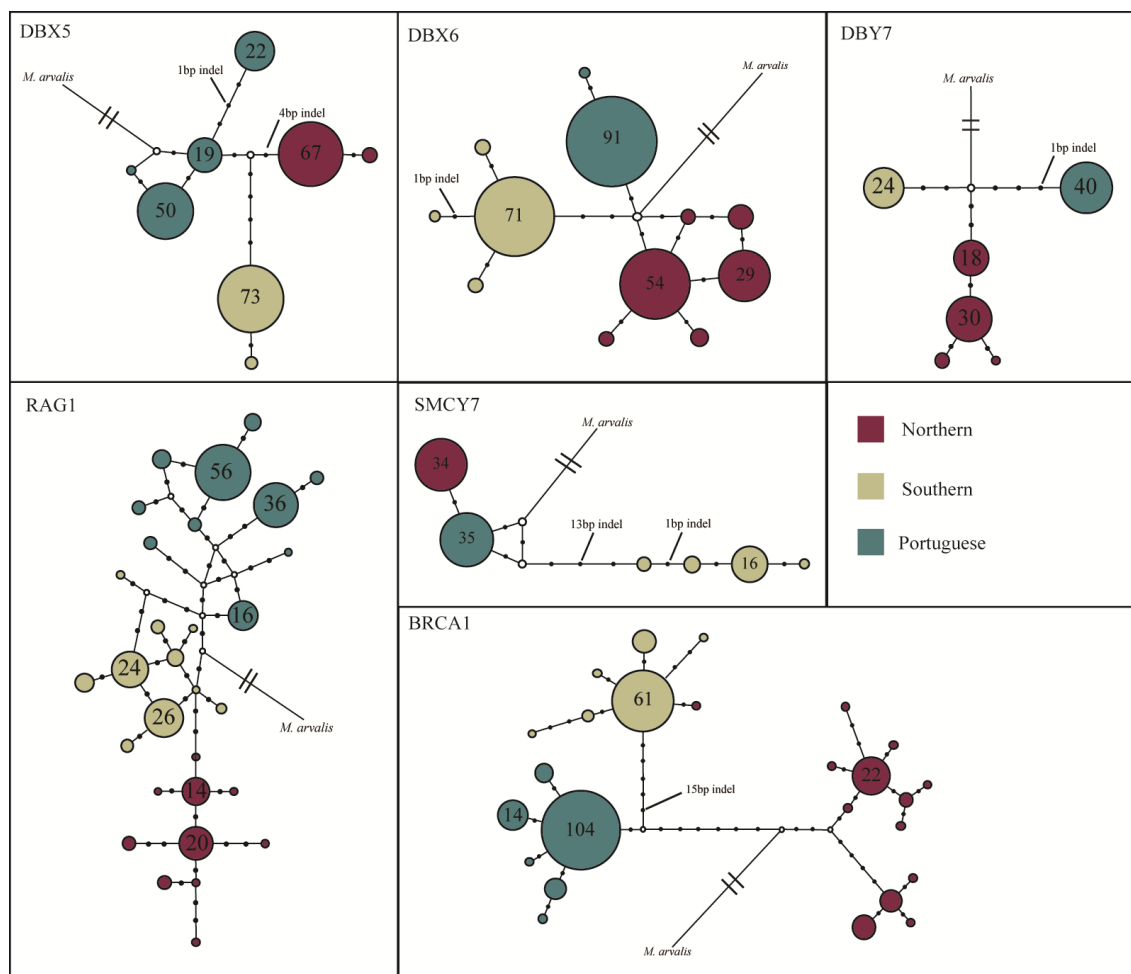 DBX5
22
1bp indel
M. arvalis
4bp indel
19
67
50
73
DBX6
M. arvalis
91
1bp indel
71
54
29
DBY7
M. arvalis
1bp indel
24
40
18
30
RAG1
56
36
16
24
26
M. arvalis
14
20
SMCY7
M. arvalis
34
35
13bp indel
1bp indel
16
Northern
Southern
Portuguese
BRCA1
61
15bp indel
22
14
104
M. arvalis